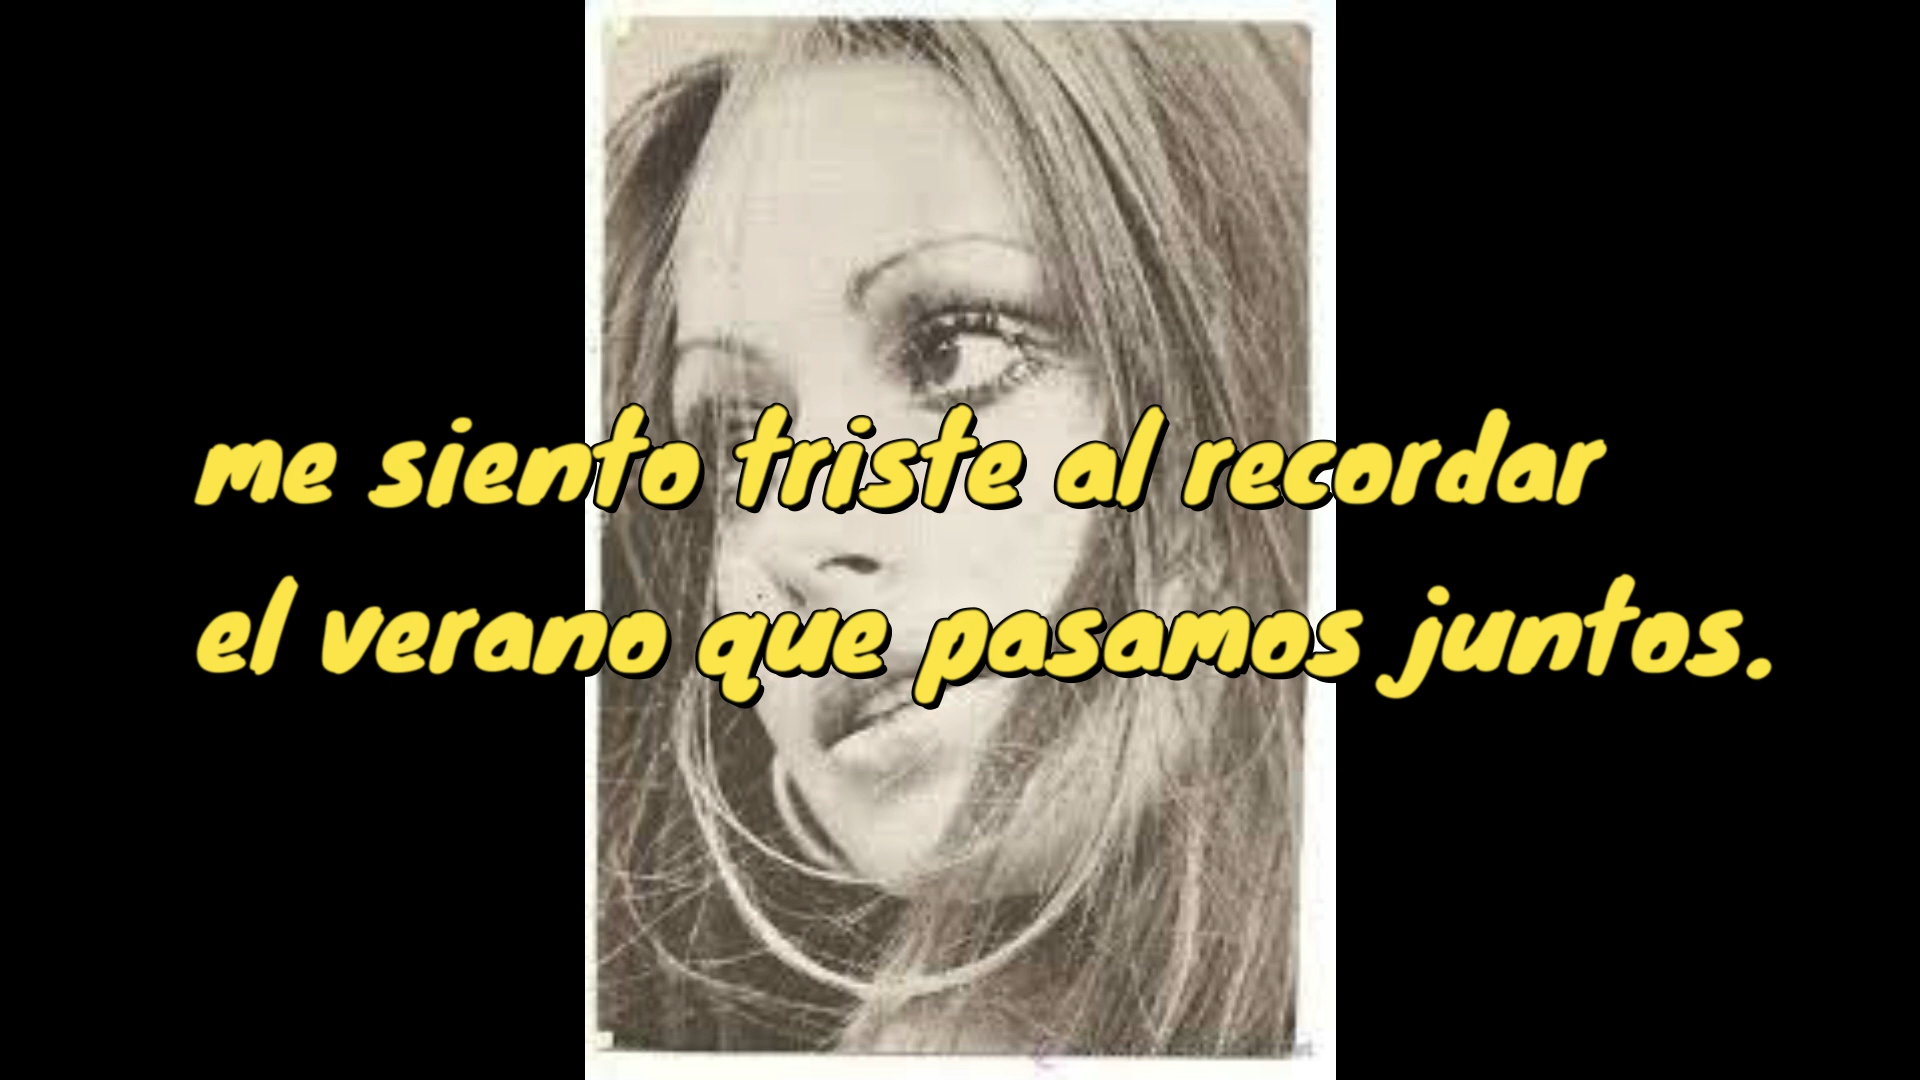 me siento triste al recordar
el verano que pasamos juntos.